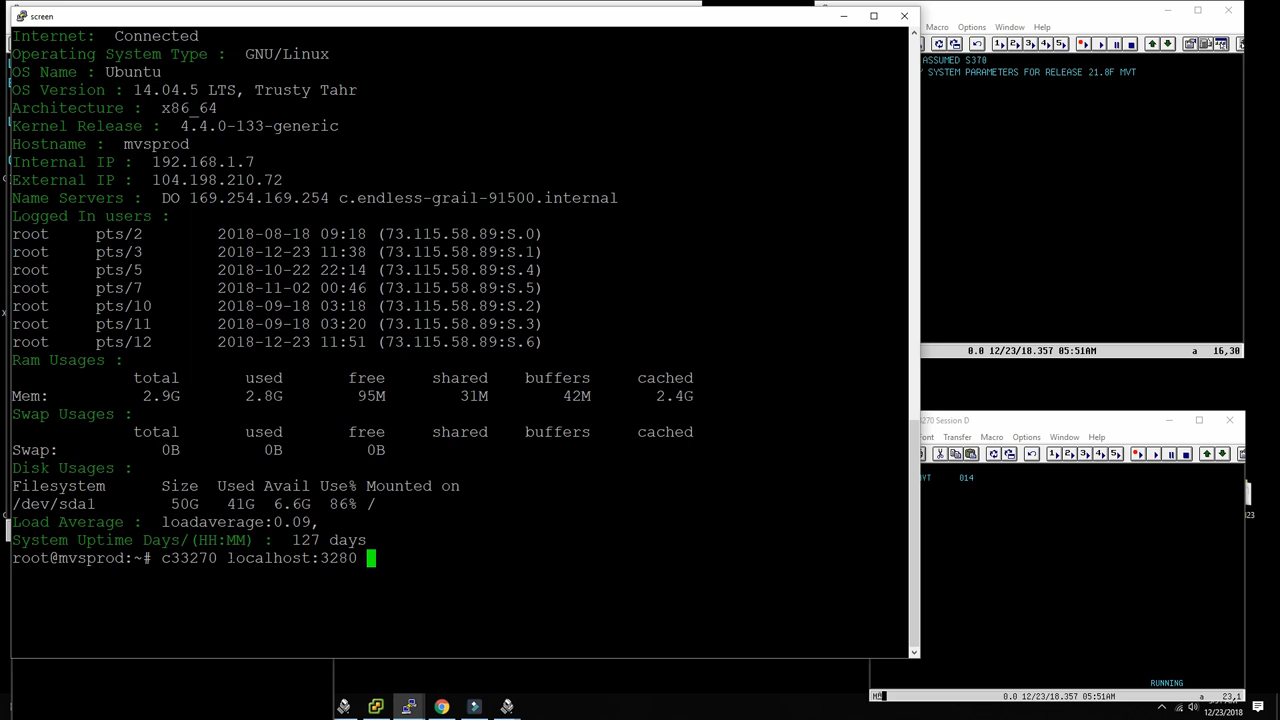 screen
Internet:  Connected
Operating System Type :  GNU/Linux
OS Name : Ubuntu
OS Version : 14.04.5 LTS, Trusty Tahr
Architecture :  x86_64
Kernel Release :  4.4.0-133-generic
Hostname :  mvsprod
Internal IP :  192.168.1.7
External IP :  104.198.210.72
Name Servers :  DO 169.254.169.254 c.endless-grail-91500.internal
Logged In users :
root     pts/2        2018-08-18 09:18 (73.115.58.89:S.0)
root     pts/3        2018-12-23 11:38 (73.115.58.89:S.1)
root     pts/5        2018-10-22 22:14 (73.115.58.89:S.4)
root     pts/7        2018-11-02 00:46 (73.115.58.89:S.5)
root     pts/10       2018-09-18 03:18 (73.115.58.89:S.2)
root     pts/11       2018-09-18 03:20 (73.115.58.89:S.3)
root     pts/12       2018-12-23 11:51 (73.115.58.89:S.6)
Ram Usages :
total       used       free     shared    buffers     cached
Mem:          2.9G       2.8G        95M        31M        42M       2.4G
Swap Usages :
total       used       free     shared    buffers     cached
Swap:           0B         0B         0B
Disk Usages :
Filesystem      Size  Used Avail Use% Mounted on
/dev/sda1        50G   41G  6.6G  86% /
Load Average :  loadaverage:0.09,
System Uptime Days/(HH:MM) :  127 days
root@mvsprod:~# c33270 localhost:3280
Macro Options Window Help
ASSUMED S370
SYSTEM PARAMETERS FOR RELEASE 21.8F MVT
0.0 12/23/18.357 05:51AM a 16,30
270 Session D
Font Transfer Macro Options Window Help
014
RUNNING
0.0 12/23/18.357 05:51AM a 23,1
12/23/2018